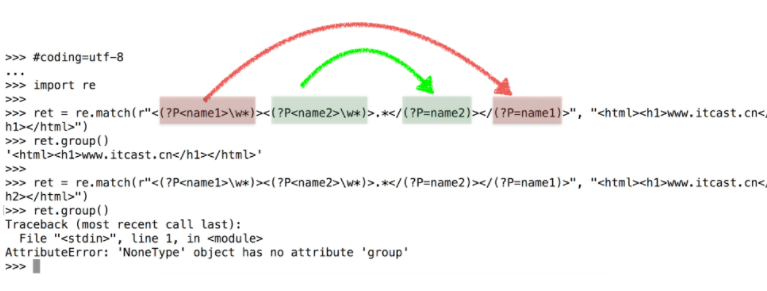 >>> #coding=utf-8
...
>>> import re
>>>
>>> ret = re.match(r"<(?P<name1>\w*)><(?P<name2>\w*)>.*</(?P=name2)></(?P=name1)>", "<html><h1>www.itcast.cn</
h1></html>")
>>> ret.group()
'<html><h1>www.itcast.cn</h1></html>'
>>>
>>> ret = re.match(r"<(?P<name1>\w*)><(?P<name2>\w*)>.*</(?P=name2)></(?P=name1)>", "<html><h1>www.itcast.cn</
h2></html>")
>>> ret.group()
Traceback (most recent call last):
  File "<stdin>", line 1, in <module>
AttributeError: 'NoneType' object has no attribute 'group'
>>>